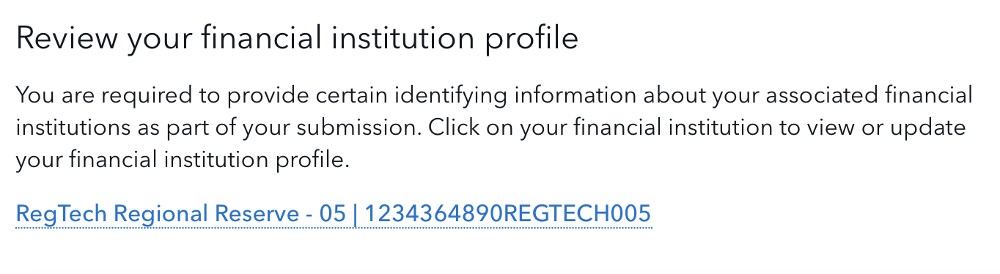 Review your financial institution profile
You are required to provide certain identifying information about your associated financial
institutions as part of your submission. Click on your financial institution to view or update
your financial institution profile.
RegTech Regional Reserve - 05 | 1234364890REGTECH005